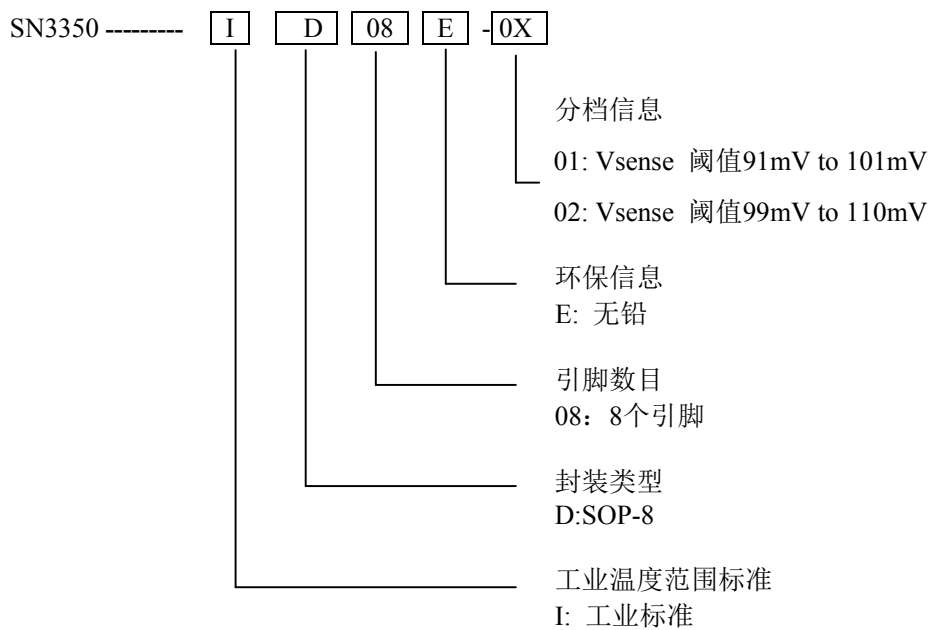 SN3350 --------- I D 08 E -0X
分档信息
01: Vsense 阈值91mV to 101mV
02: Vsense 阈值99mV to 110mV
环保信息
E: 无铅
引脚数目
08：8个引脚
封装类型
D:SOP-8
工业温度范围标准
I: 工业标准